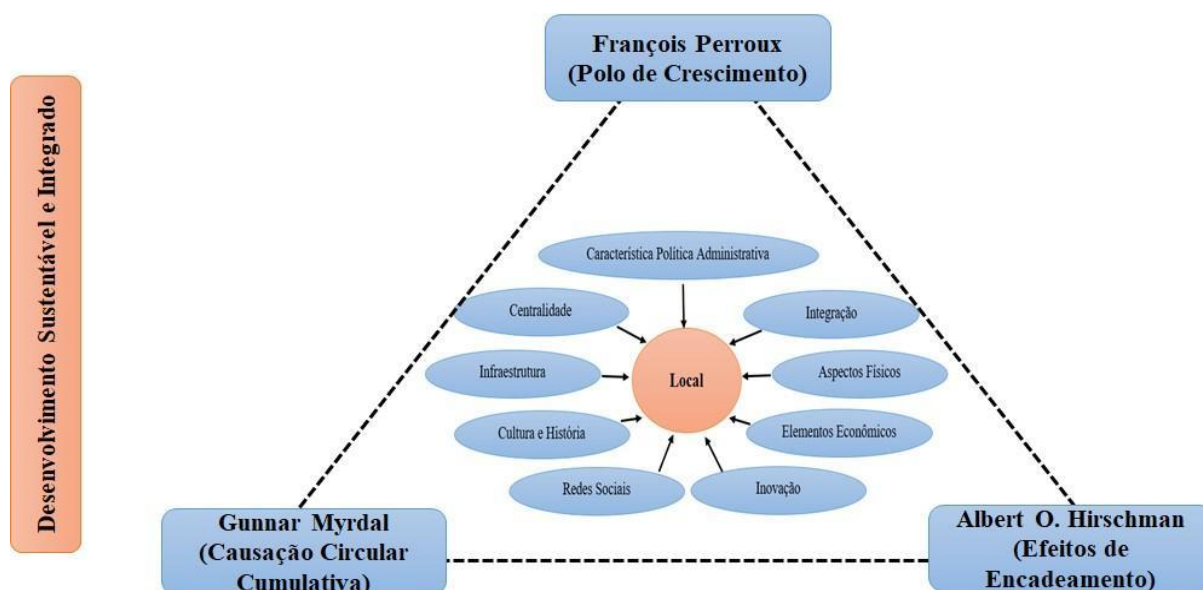 François Perroux
(Polo de Crescimento)
Desenvolvimento Sustentável e Integrado
Característica Política Administrativa
Centralidade
Integração
Infraestrutura
Local
Aspectos Físicos
Cultura e História
Elementos Econômicos
Redes Sociais
Inovação
Gunnar Myrdal
(Causação Circular
Cumulativa)
Albert O. Hirschman
(Efeitos de
Encadeamento)